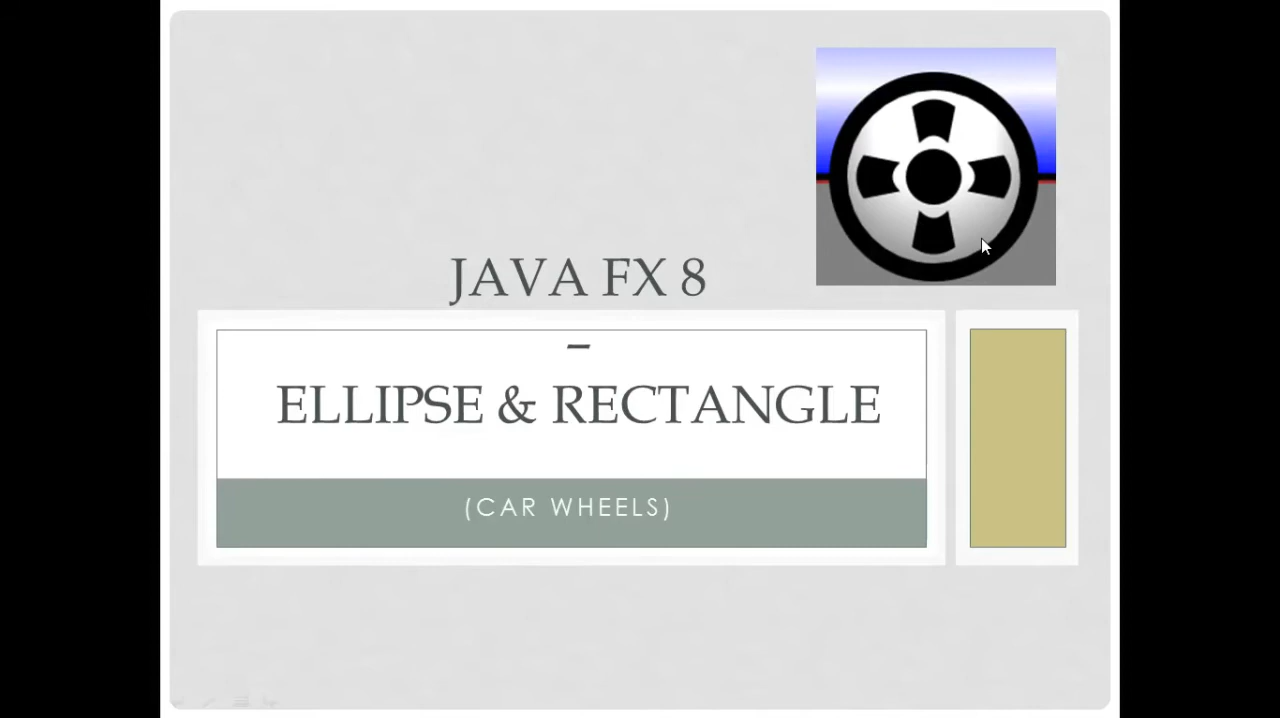 JAVA FX 8
–
ELLIPSE & RECTANGLE
(CAR WHEELS)